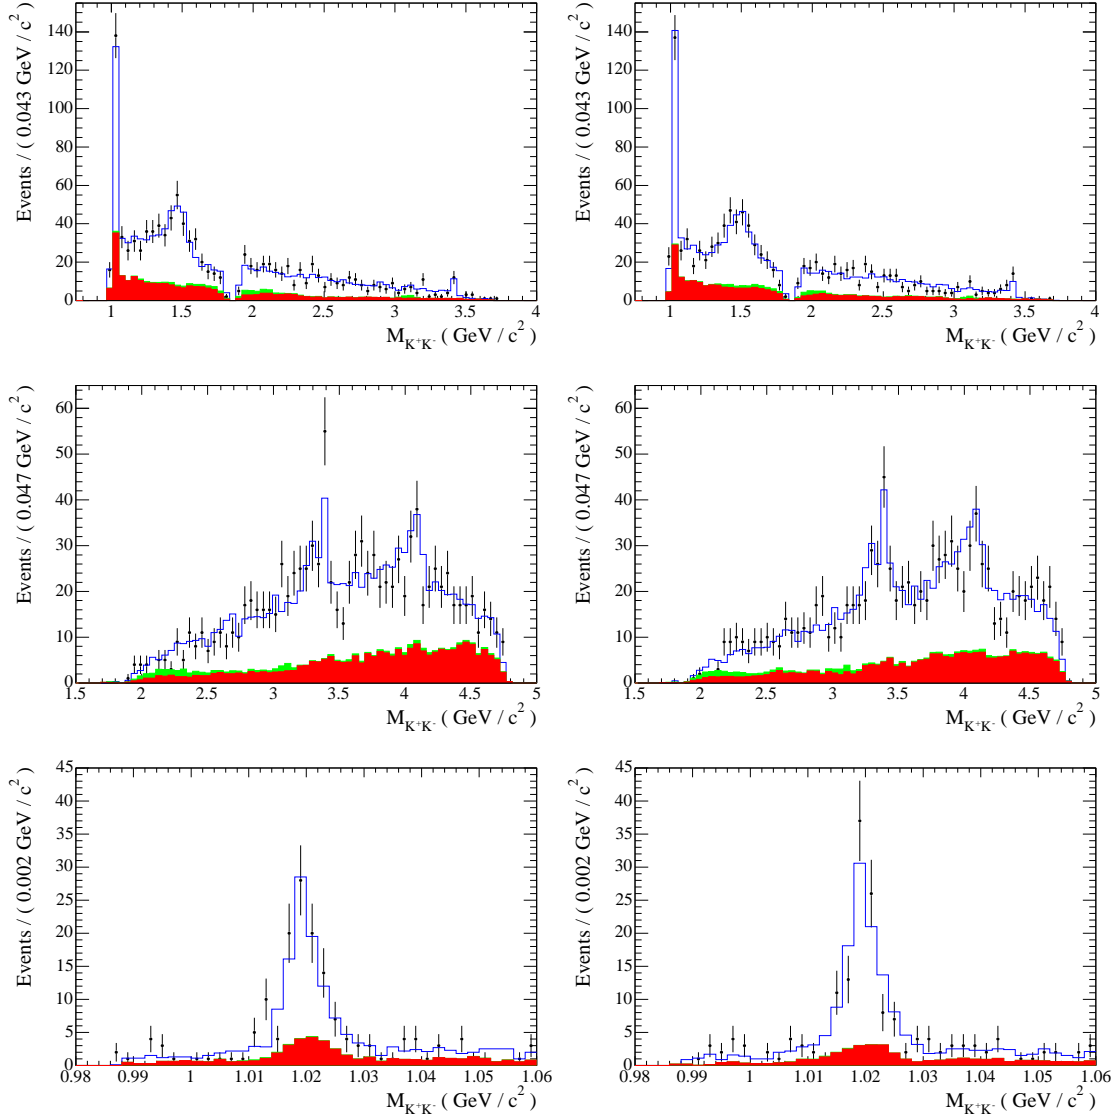 Events / ( 0.043 GeV / c² )
140
120
100
80
60
40
20
0
1 1.5 2 2.5 3 3.5 4
M_K⁺K⁻ ( GeV / c² )
Events / ( 0.043 GeV / c² )
140
120
100
80
60
40
20
0
1 1.5 2 2.5 3 3.5 4
M_K⁺K⁻ ( GeV / c² )
Events / ( 0.047 GeV / c² )
60
50
40
30
20
10
0
1.5 2 2.5 3 3.5 4 4.5 5
M_K⁺K⁻ ( GeV / c² )
Events / ( 0.047 GeV / c² )
60
50
40
30
20
10
0
1.5 2 2.5 3 3.5 4 4.5 5
M_K⁺K⁻ ( GeV / c² )
Events / ( 0.002 GeV / c² )
45
40
35
30
25
20
15
10
5
0
0.98 0.99 1 1.01 1.02 1.03 1.04 1.05 1.06
M_K⁺K⁻ ( GeV / c² )
Events / ( 0.002 GeV / c² )
45
40
35
30
25
20
15
10
5
0
0.98 0.99 1 1.01 1.02 1.03 1.04 1.05 1.06
M_K⁺K⁻ ( GeV / c² )